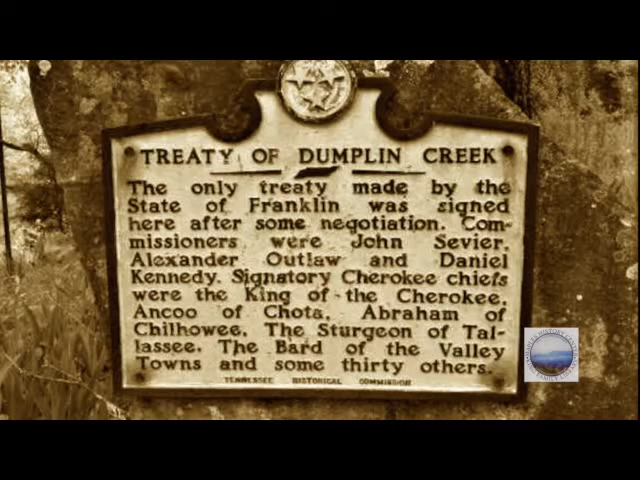 TREATY OF DUMPLIN CREEK
The only treaty made by the
State of Franklin was signed
here after some negotiation. Com-
missioners were John Sevier,
Alexander Outlaw and Daniel
Kennedy. Signatory Cherokee chiefs
were the King of the Cherokee,
Ancoo of Chota, Abraham of
Chilhowee, The Sturgeon of Tal-
lassee, The Bard of the Valley
Towns and some thirty others.
TENNESSEE HISTORICAL COMMISSION